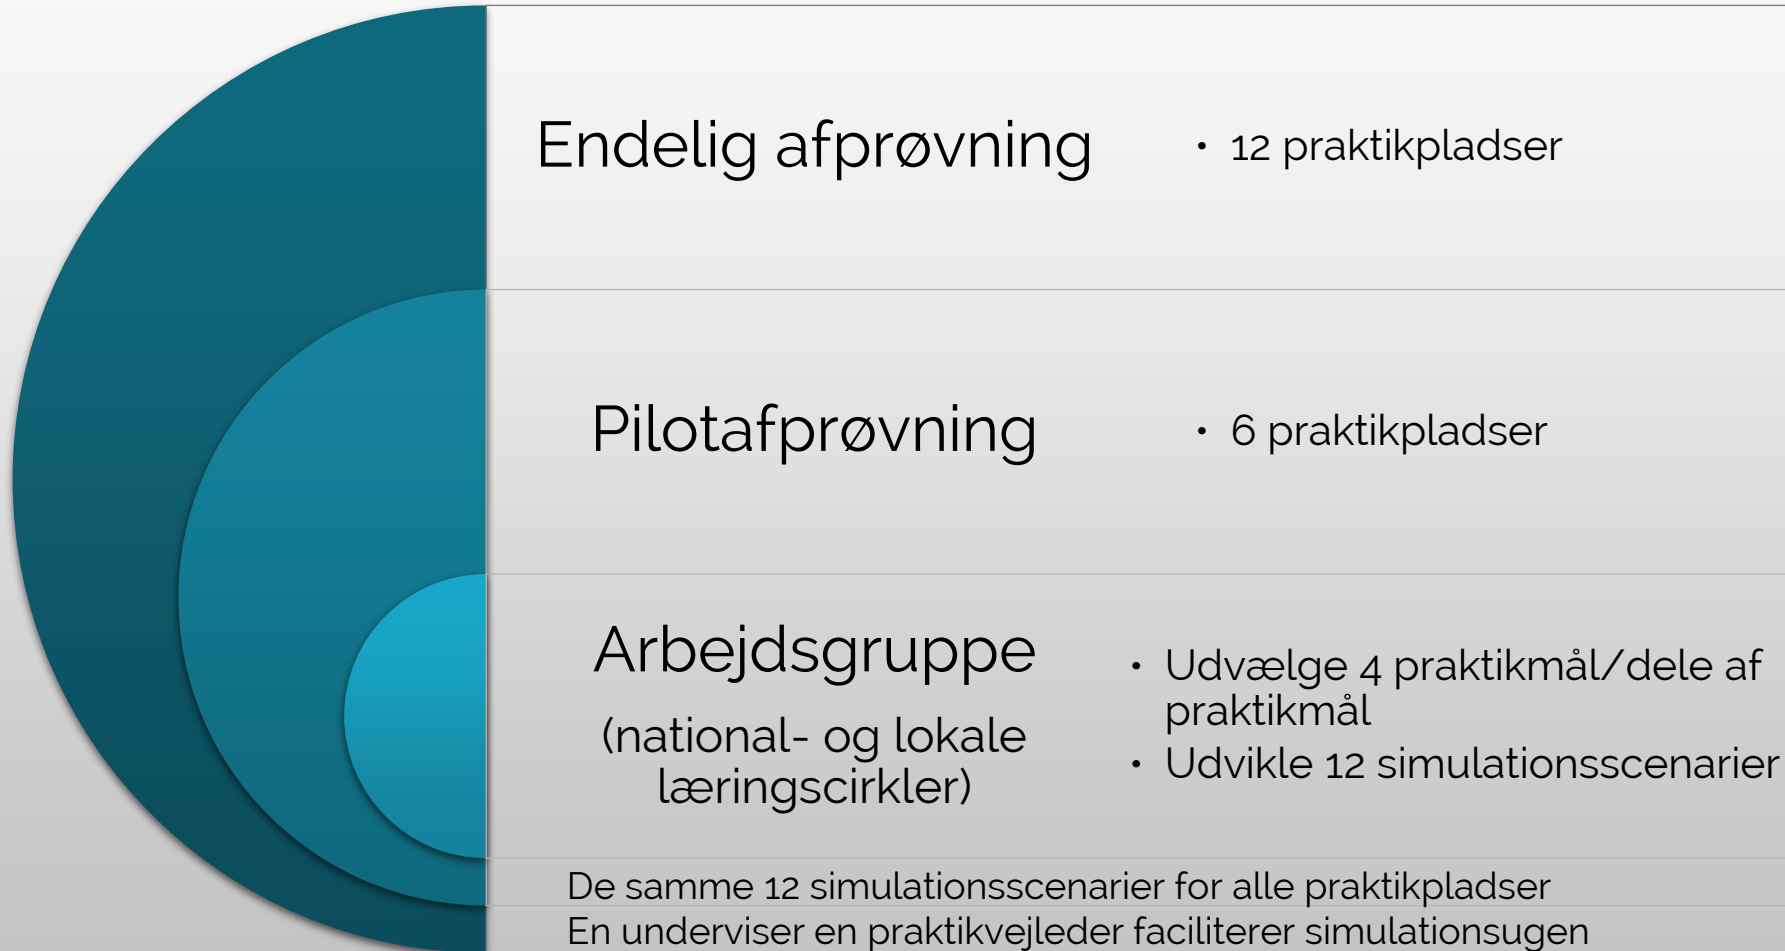 Endelig afprøvning
• 12 praktikpladser
Pilotafprøvning
• 6 praktikpladser
Arbejdsgruppe
(national- og lokale
læringscirkler)
• Udvælge 4 praktikmål/dele af
praktikmål
• Udvikle 12 simulationsscenarier
De samme 12 simulationsscenarier for alle praktikpladser
En underviser en praktikvejleder faciliterer simulationsugen